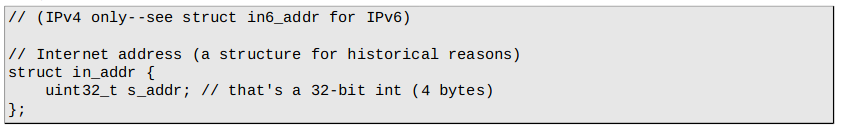 // (IPv4 only--see struct in6_addr for IPv6)
// Internet address (a structure for historical reasons)
struct in_addr {
    uint32_t s_addr; // that's a 32-bit int (4 bytes)
};